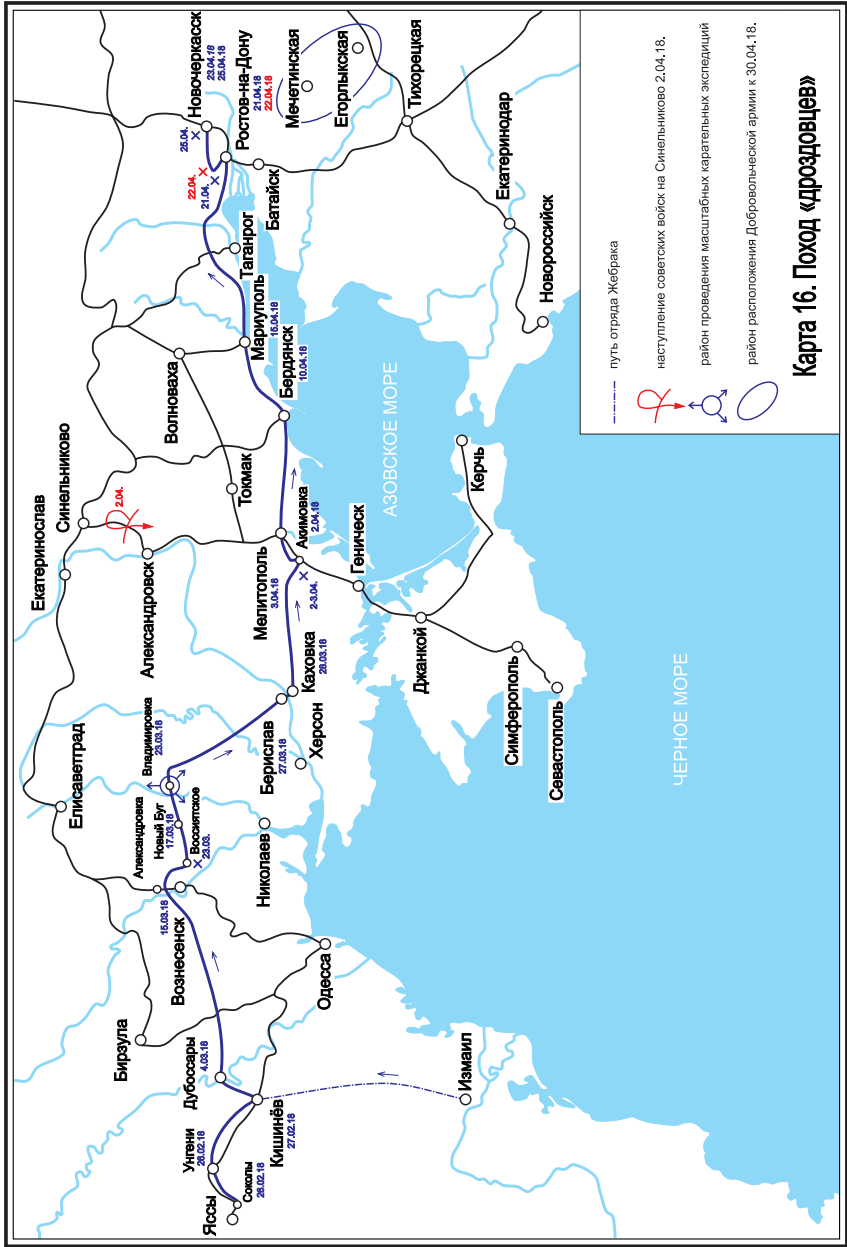 Яссы
Соколы
26.02.18
Унгени
26.02.18
Кишинёв
27.02.18
Дубоссары
4.03.18
Измаил
Бирзула
Одесса
Вознесенск
15.03.18
Александровка
Новый Буг
17.03.18
Воссиятское
23.03.
Владимировка
23.03.18
Елисаветград
Николаев
Херсон
Берислав
27.03.18
Каховка
28.03.18
Екатеринослав
Синельниково
2.04.
Александровск
Мелитополь
3.04.18
Акимовка
2.04.18
2-3.04.
Токмак
Волноваха
Геническ
Джанкой
Симферополь
Севастополь
Керчь
Бердянск
10.04.18
Мариуполь
15.04.18
Таганрог
22.04.
21.04.
25.04.
Новочеркасск
23.04.18
25.04.18
Ростов-на-Дону
21.04.18
22.04.18
Батайск
Мечетинская
Егорлыкская
Тихорецкая
Екатеринодар
Новороссийск
АЗОВСКОЕ МОРЕ
ЧЕРНОЕ МОРЕ
путь отряда Жебрака
наступление советских войск на Синельниково 2.04.18.
район проведения масштабных карательных экспедиций
район расположения Добровольческой армии к 30.04.18.
Карта 16. Поход «дроздовцев»